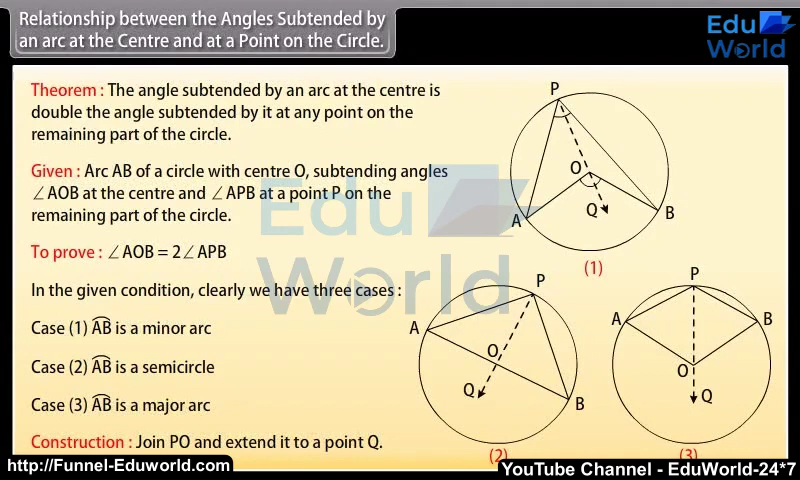 Relationship between the Angles Subtended by
an arc at the Centre and at a Point on the Circle.
Edu
World
Theorem : The angle subtended by an arc at the centre is
double the angle subtended by it at any point on the
remaining part of the circle.
Given : Arc AB of a circle with centre O, subtending angles
∠AOB at the centre and ∠APB at a point P on the
remaining part of the circle.
To prove : ∠AOB = 2∠APB
In the given condition, clearly we have three cases :
Case (1) A͡B is a minor arc
Case (2) A͡B is a semicircle
Case (3) A͡B is a major arc
Construction : Join PO and extend it to a point Q.
Edu
World
P
O
Q
A
B
(1)
P
A
O
Q
B
(2)
P
A
B
O
Q
(3)
http://Funnel-Eduworld.com
YouTube Channel - EduWorld-24*7